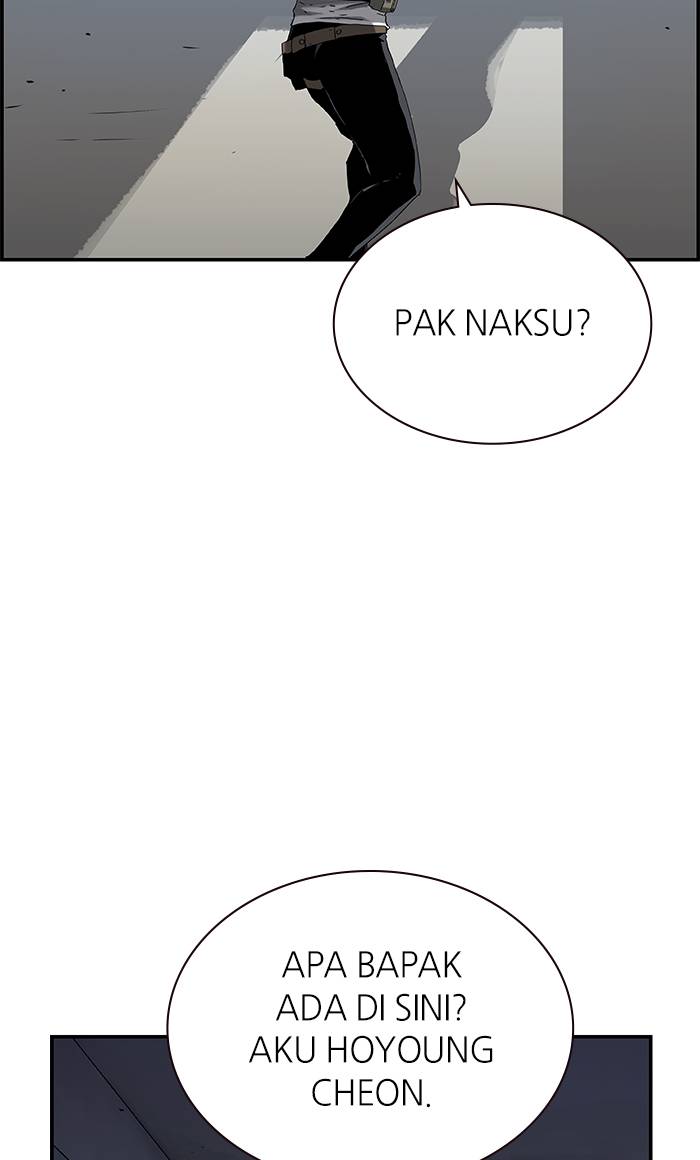 PAK NAKSU?
APA BAPAK
ADA DI SINI?
AKU HOYOUNG
CHEON.